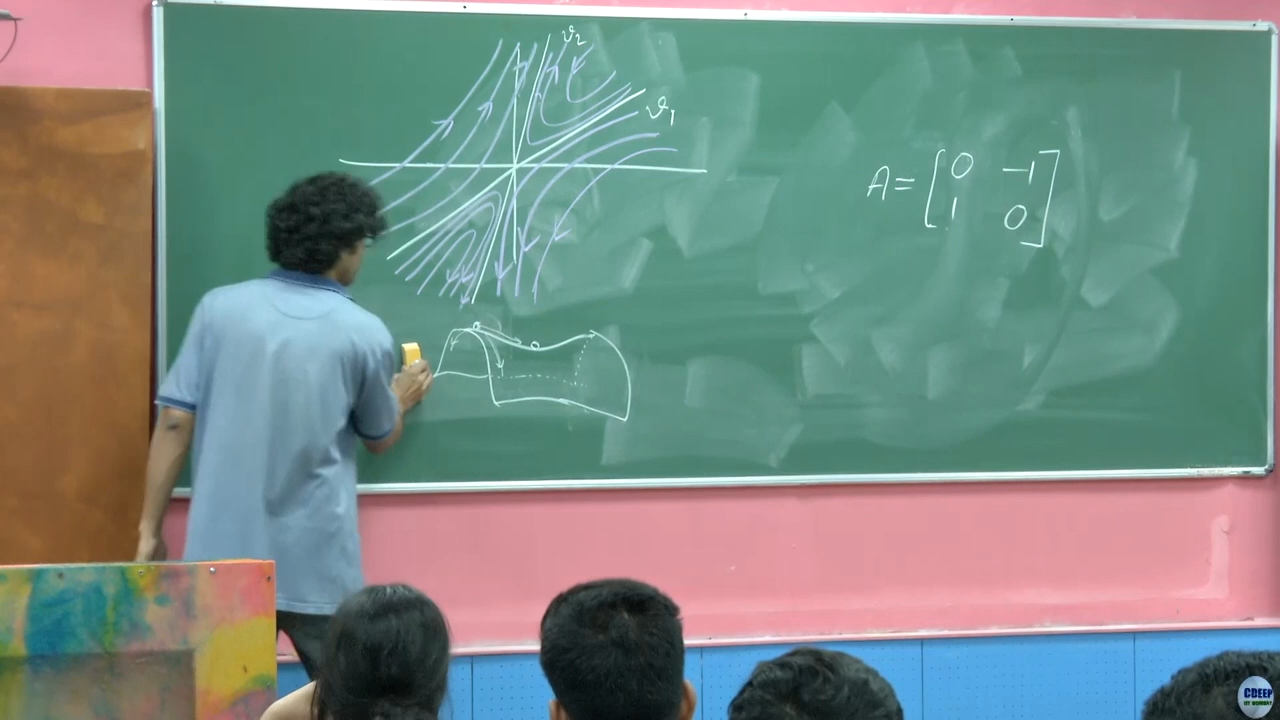 v₂
v₁
A = [0 -1
1 0]
CDEEP
IIT BOMBAY